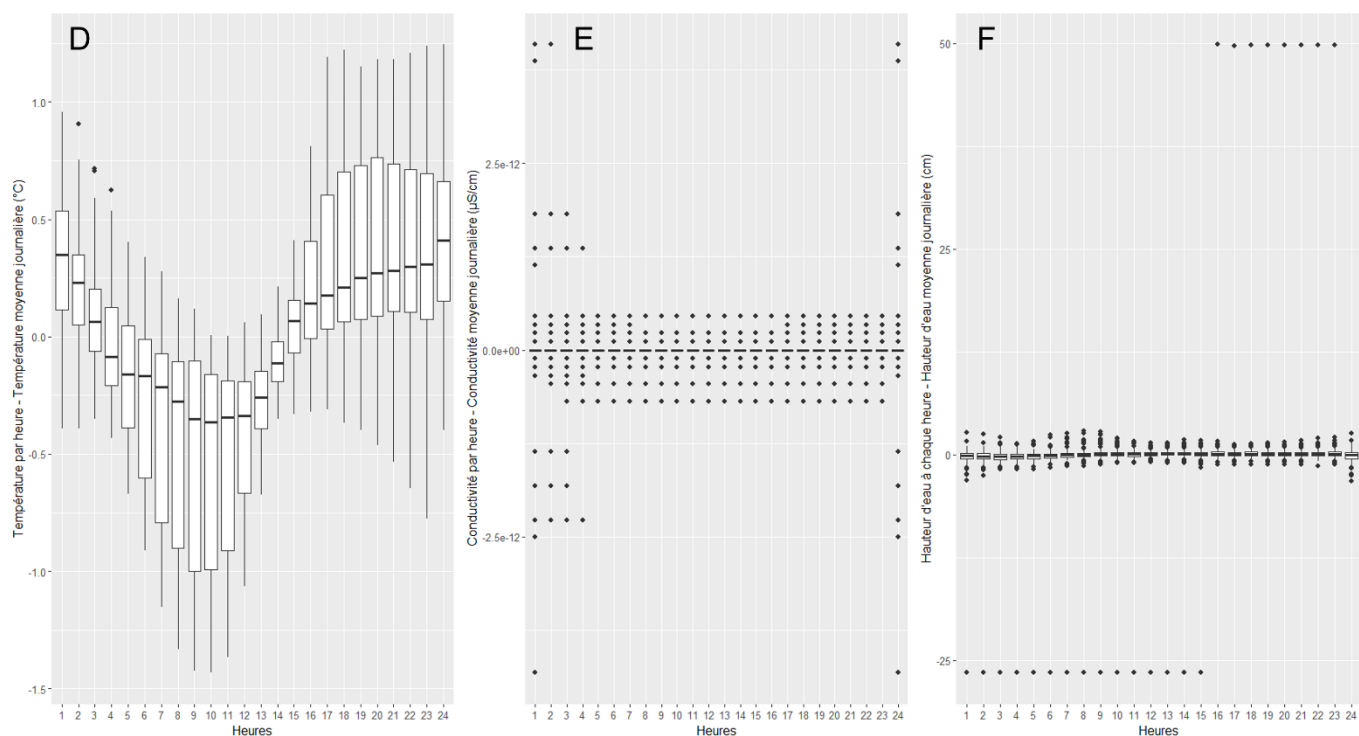 D
Température par heure - Température moyenne journalière (°C)
1.0
0.5
0.0
-0.5
-1.0
-1.5
1 2 3 4 5 6 7 8 9 10 11 12 13 14 15 16 17 18 19 20 21 22 23 24
Heures
E
Conductivité par heure - Conductivité moyenne journalière (µS/cm)
2.5e-12
0.0e+00
-2.5e-12
1 2 3 4 5 6 7 8 9 10 11 12 13 14 15 16 17 18 19 20 21 22 23 24
Heures
F
Hauteur d'eau à chaque heure - Hauteur d'eau moyenne journalière (cm)
50
25
0
-25
1 2 3 4 5 6 7 8 9 10 11 12 13 14 15 16 17 18 19 20 21 22 23 24
Heures